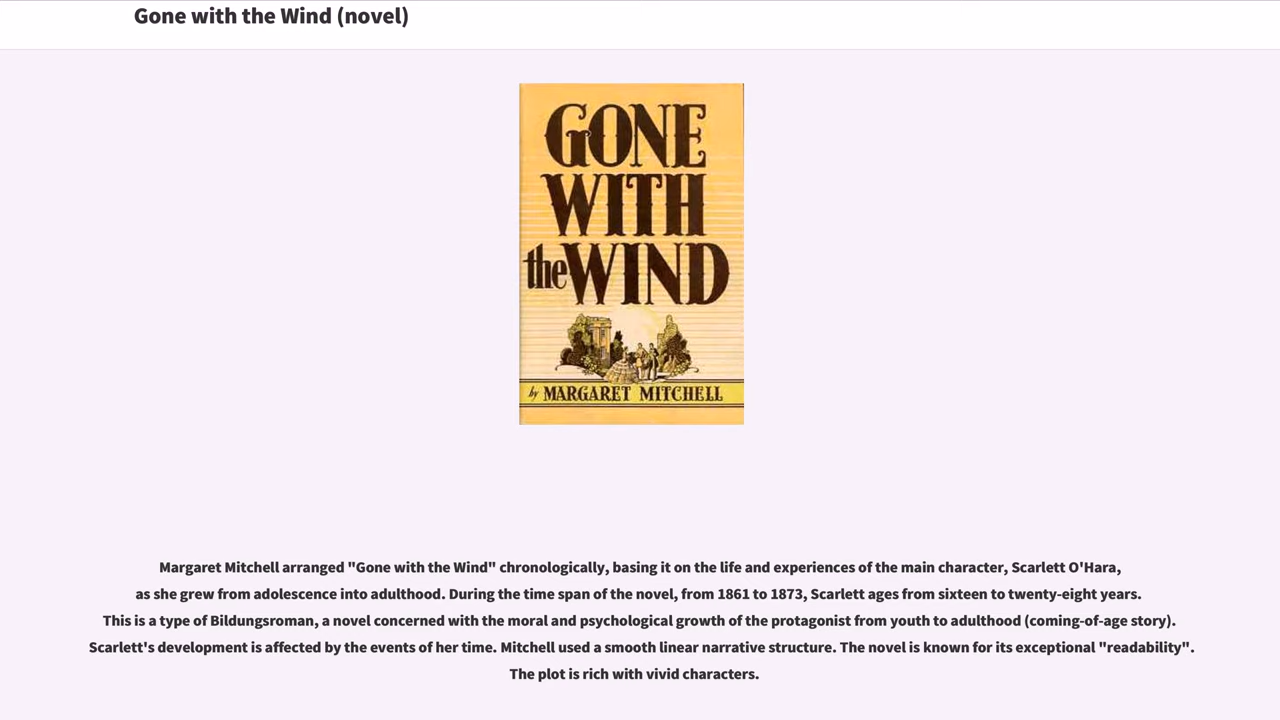 Gone with the Wind (novel)
GONE
WITH
the WIND
by MARGARET MITCHELL
Margaret Mitchell arranged "Gone with the Wind" chronologically, basing it on the life and experiences of the main character, Scarlett O'Hara,
as she grew from adolescence into adulthood. During the time span of the novel, from 1861 to 1873, Scarlett ages from sixteen to twenty-eight years.
This is a type of Bildungsroman, a novel concerned with the moral and psychological growth of the protagonist from youth to adulthood (coming-of-age story).
Scarlett's development is affected by the events of her time. Mitchell used a smooth linear narrative structure. The novel is known for its exceptional "readability".
The plot is rich with vivid characters.